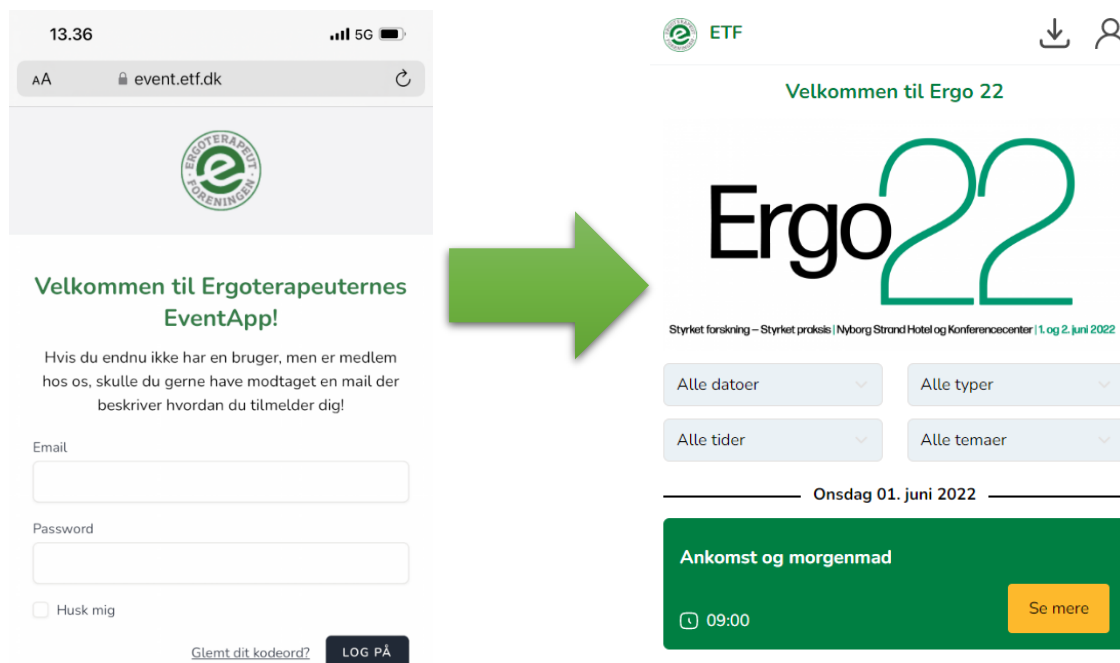 13.36
5G
AA
event.etf.dk
ERGOTERAPEUT
FORENINGEN
Velkommen til Ergoterapeuternes
EventApp!
Hvis du endnu ikke har en bruger, men er medlem
hos os, skulle du gerne have modtaget en mail der
beskriver hvordan du tilmelder dig!
Email
Password
Husk mig
Glemt dit kodeord?
LOG PÅ
ETF
Velkommen til Ergo 22
Ergo22
Styrket forskning – Styrket praksis | Nyborg Strand Hotel og Konferencecenter | 1. og 2. juni 2022
Alle datoer
Alle typer
Alle tider
Alle temaer
Onsdag 01. juni 2022
Ankomst og morgenmad
09:00
Se mere